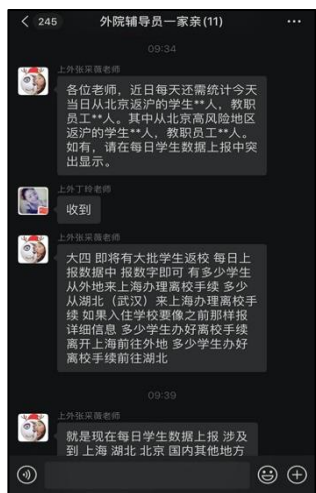 245
外院辅导员一家亲(11)
09:34
上外张采薇老师
各位老师，近日每天还需统计今天
当日从北京返沪的学生**人，教职
员工**人。其中从北京高风险地区
返沪的学生**人，教职员工**人。
如有，请在每日学生数据上报中突
出显示。
上外丁玲老师
收到
上外张采薇老师
大四 即将有大批学生返校 每日上
报数据中 报数字即可 有多少学生
从外地来上海办理离校手续 多少
从湖北（武汉）来上海办理离校手
续 如果入住学校要像之前那样报
详细信息 多少学生办好离校手续
离开上海前往外地 多少学生办好
离校手续前往湖北
09:39
上外张采薇老师
就是现在每日学生数据上报 涉及
到 上海 湖北 北京 国内其他地方